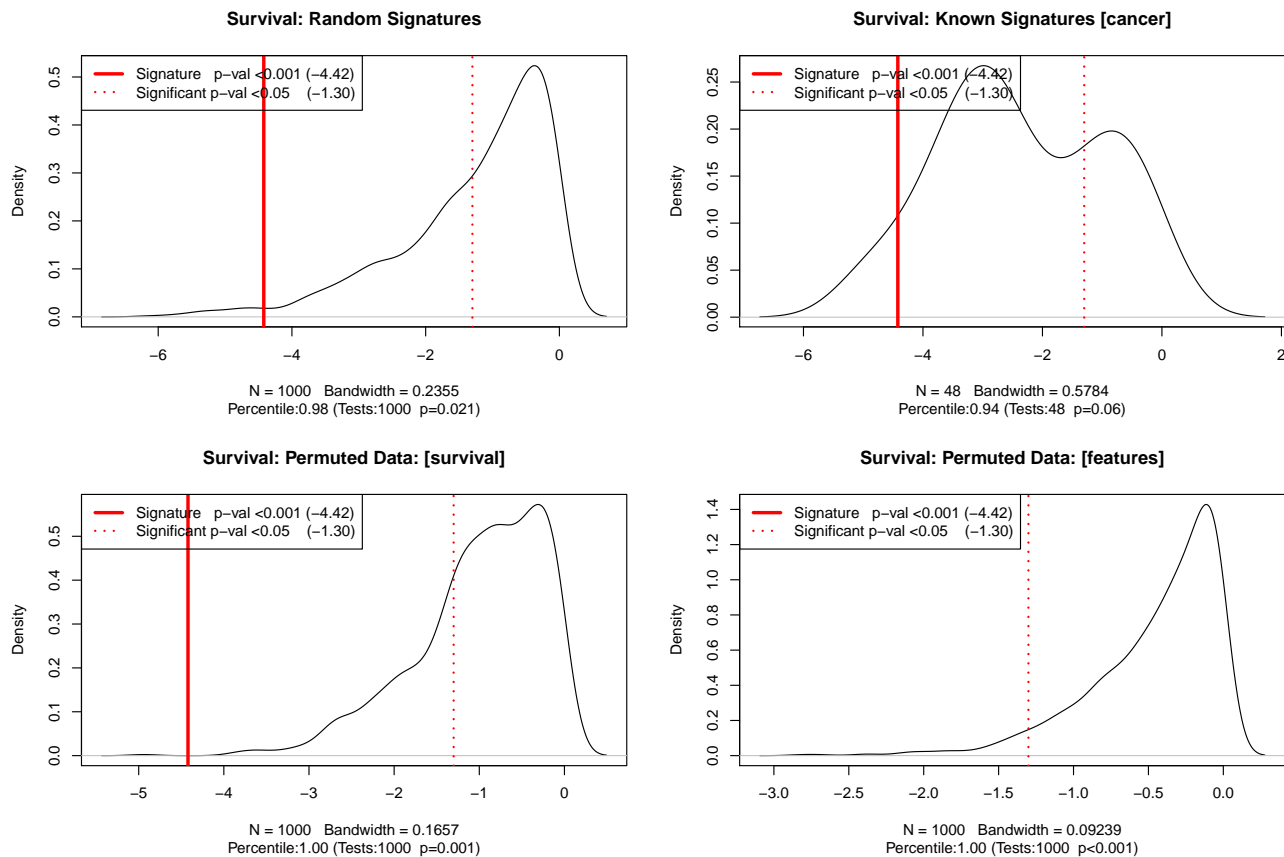 Survival: Random Signatures
Signature p−val <0.001 (−4.42)
Significant p−val <0.05 (−1.30)
Density
0.0
0.1
0.2
0.3
0.4
0.5
−6
−4
−2
0
N = 1000 Bandwidth = 0.2355
Percentile:0.98 (Tests:1000 p=0.021)
Survival: Known Signatures [cancer]
Signature p−val <0.001 (−4.42)
Significant p−val <0.05 (−1.30)
Density
0.00
0.05
0.10
0.15
0.20
0.25
−6
−4
−2
0
2
N = 48 Bandwidth = 0.5784
Percentile:0.94 (Tests:48 p=0.06)
Survival: Permuted Data: [survival]
Signature p−val <0.001 (−4.42)
Significant p−val <0.05 (−1.30)
Density
0.0
0.1
0.2
0.3
0.4
0.5
−5
−4
−3
−2
−1
0
N = 1000 Bandwidth = 0.1657
Percentile:1.00 (Tests:1000 p=0.001)
Survival: Permuted Data: [features]
Signature p−val <0.001 (−4.42)
Significant p−val <0.05 (−1.30)
Density
0.0
0.2
0.4
0.6
0.8
1.0
1.2
1.4
−3.0
−2.5
−2.0
−1.5
−1.0
−0.5
0.0
N = 1000 Bandwidth = 0.09239
Percentile:1.00 (Tests:1000 p<0.001)